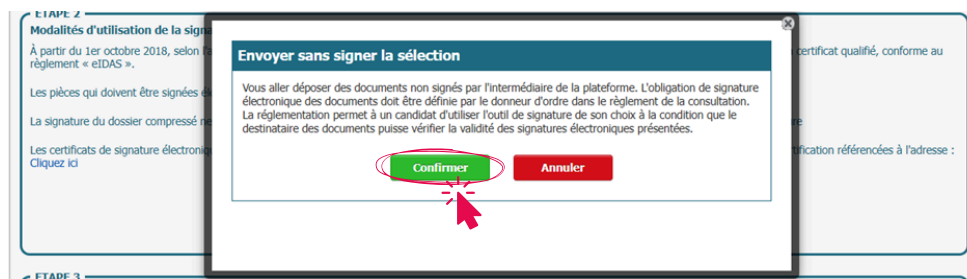 ETAPE 2
Modalités d'utilisation de la signa
À partir du 1er octobre 2018, selon l'a
certificat qualifié, conforme au
règlement « eIDAS ».
Les pièces qui doivent être signées él
La signature du dossier compressé ne
Les certificats de signature électroniq
tification référencées à l'adresse :
Cliquez ici
Envoyer sans signer la sélection
Vous aller déposer des documents non signés par l'intermédiaire de la plateforme. L'obligation de signature
électronique des documents doit être définie par le donneur d'ordre dans le règlement de la consultation.
La réglementation permet à un candidat d'utiliser l'outil de signature de son choix à la condition que le
destinataire des documents puisse vérifier la validité des signatures électroniques présentées.
Confirmer
Annuler
ETAPE 3